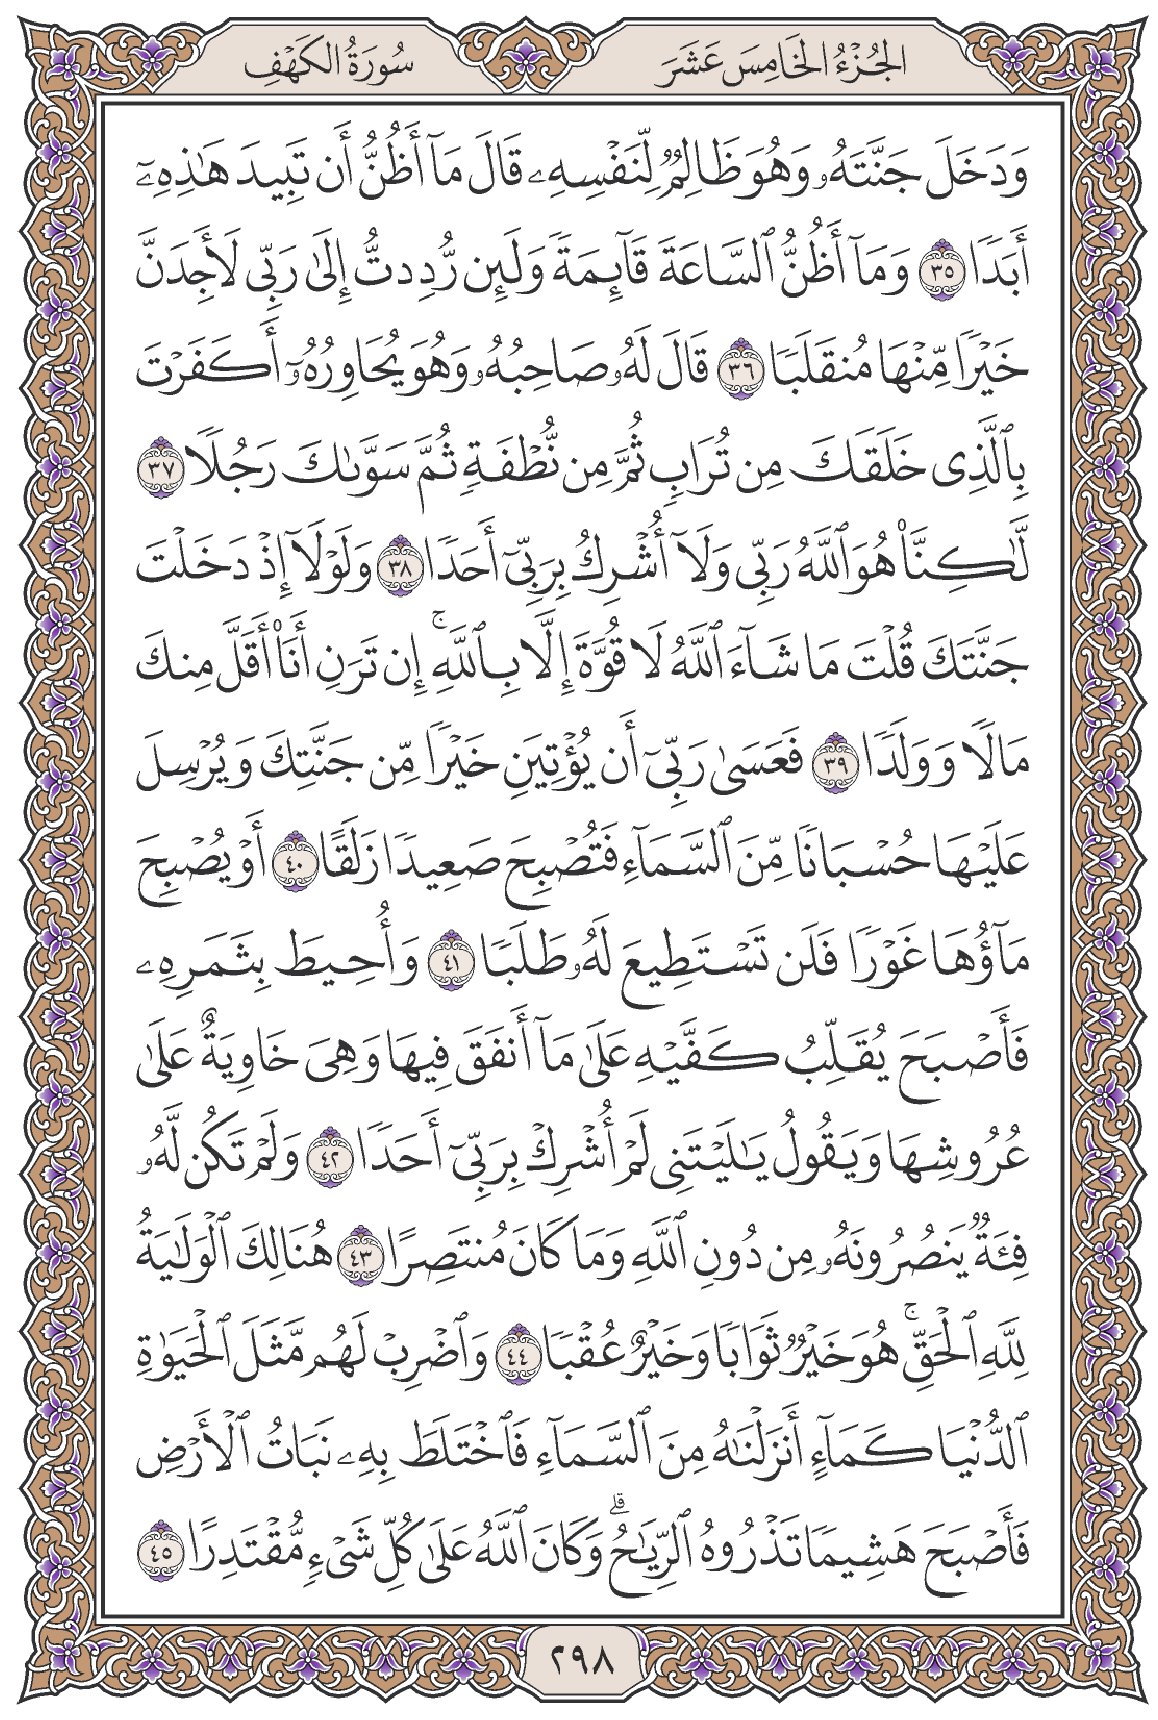 الجُزْءُ الخَامِسَ عَشَرَ
سُورَةُ الكَهْفِ
وَدَخَلَ جَنَّتَهُۥ وَهُوَ ظَالِمٌ لِّنَفْسِهِۦ قَالَ مَآ أَظُنُّ أَن تَبِيدَ هَٰذِهِۦٓ
أَبَدًا ٣٥ وَمَآ أَظُنُّ ٱلسَّاعَةَ قَآئِمَةً وَلَئِن رُّدِدتُّ إِلَىٰ رَبِّى لَأَجِدَنَّ
خَيْرًا مِّنْهَا مُنقَلَبًا ٣٦ قَالَ لَهُۥ صَاحِبُهُۥ وَهُوَ يُحَاوِرُهُۥٓ أَكَفَرْتَ
بِٱلَّذِى خَلَقَكَ مِن تُرَابٍ ثُمَّ مِن نُّطْفَةٍ ثُمَّ سَوَّىٰكَ رَجُلًا ٣٧
لَّٰكِنَّا۠ هُوَ ٱللَّهُ رَبِّى وَلَآ أُشْرِكُ بِرَبِّىٓ أَحَدًا ٣٨ وَلَوْلَآ إِذْ دَخَلْتَ
جَنَّتَكَ قُلْتَ مَا شَآءَ ٱللَّهُ لَا قُوَّةَ إِلَّا بِٱللَّهِ ۚ إِن تَرَنِ أَنَا۠ أَقَلَّ مِنكَ
مَالًا وَوَلَدًا ٣٩ فَعَسَىٰ رَبِّىٓ أَن يُؤْتِيَنِ خَيْرًا مِّن جَنَّتِكَ وَيُرْسِلَ
عَلَيْهَا حُسْبَانًا مِّنَ ٱلسَّمَآءِ فَتُصْبِحَ صَعِيدًا زَلَقًا ٤٠ أَوْ يُصْبِحَ
مَآؤُهَا غَوْرًا فَلَن تَسْتَطِيعَ لَهُۥ طَلَبًا ٤١ وَأُحِيطَ بِثَمَرِهِۦ
فَأَصْبَحَ يُقَلِّبُ كَفَّيْهِ عَلَىٰ مَآ أَنفَقَ فِيهَا وَهِىَ خَاوِيَةٌ عَلَىٰ
عُرُوشِهَا وَيَقُولُ يَٰلَيْتَنِى لَمْ أُشْرِكْ بِرَبِّىٓ أَحَدًا ٤٢ وَلَمْ تَكُن لَّهُۥ
فِئَةٌ يَنصُرُونَهُۥ مِن دُونِ ٱللَّهِ وَمَا كَانَ مُنتَصِرًا ٤٣ هُنَالِكَ ٱلْوَلَٰيَةُ
لِلَّهِ ٱلْحَقِّ ۚ هُوَ خَيْرٌ ثَوَابًا وَخَيْرٌ عُقْبًا ٤٤ وَٱضْرِبْ لَهُم مَّثَلَ ٱلْحَيَوٰةِ
ٱلدُّنْيَا كَمَآءٍ أَنزَلْنَٰهُ مِنَ ٱلسَّمَآءِ فَٱخْتَلَطَ بِهِۦ نَبَاتُ ٱلْأَرْضِ
فَأَصْبَحَ هَشِيمًا تَذْرُوهُ ٱلرِّيَٰحُ ۗ وَكَانَ ٱللَّهُ عَلَىٰ كُلِّ شَىْءٍ مُّقْتَدِرًا ٤٥
٢٩٨